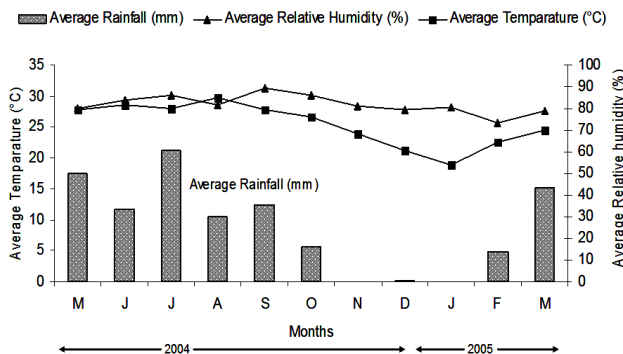 Average Rainfall (mm) Average Relative Humidity (%) Average Temparature (°C)
35 100
30 90
25 80
20 70
15 60
10 50
5 40
0 30
20
10
0
Average Temparature (°C)
Average Relative humidity (%)
Average Rainfall (mm)
M J J A S O N D J F M
Months
2004 2005